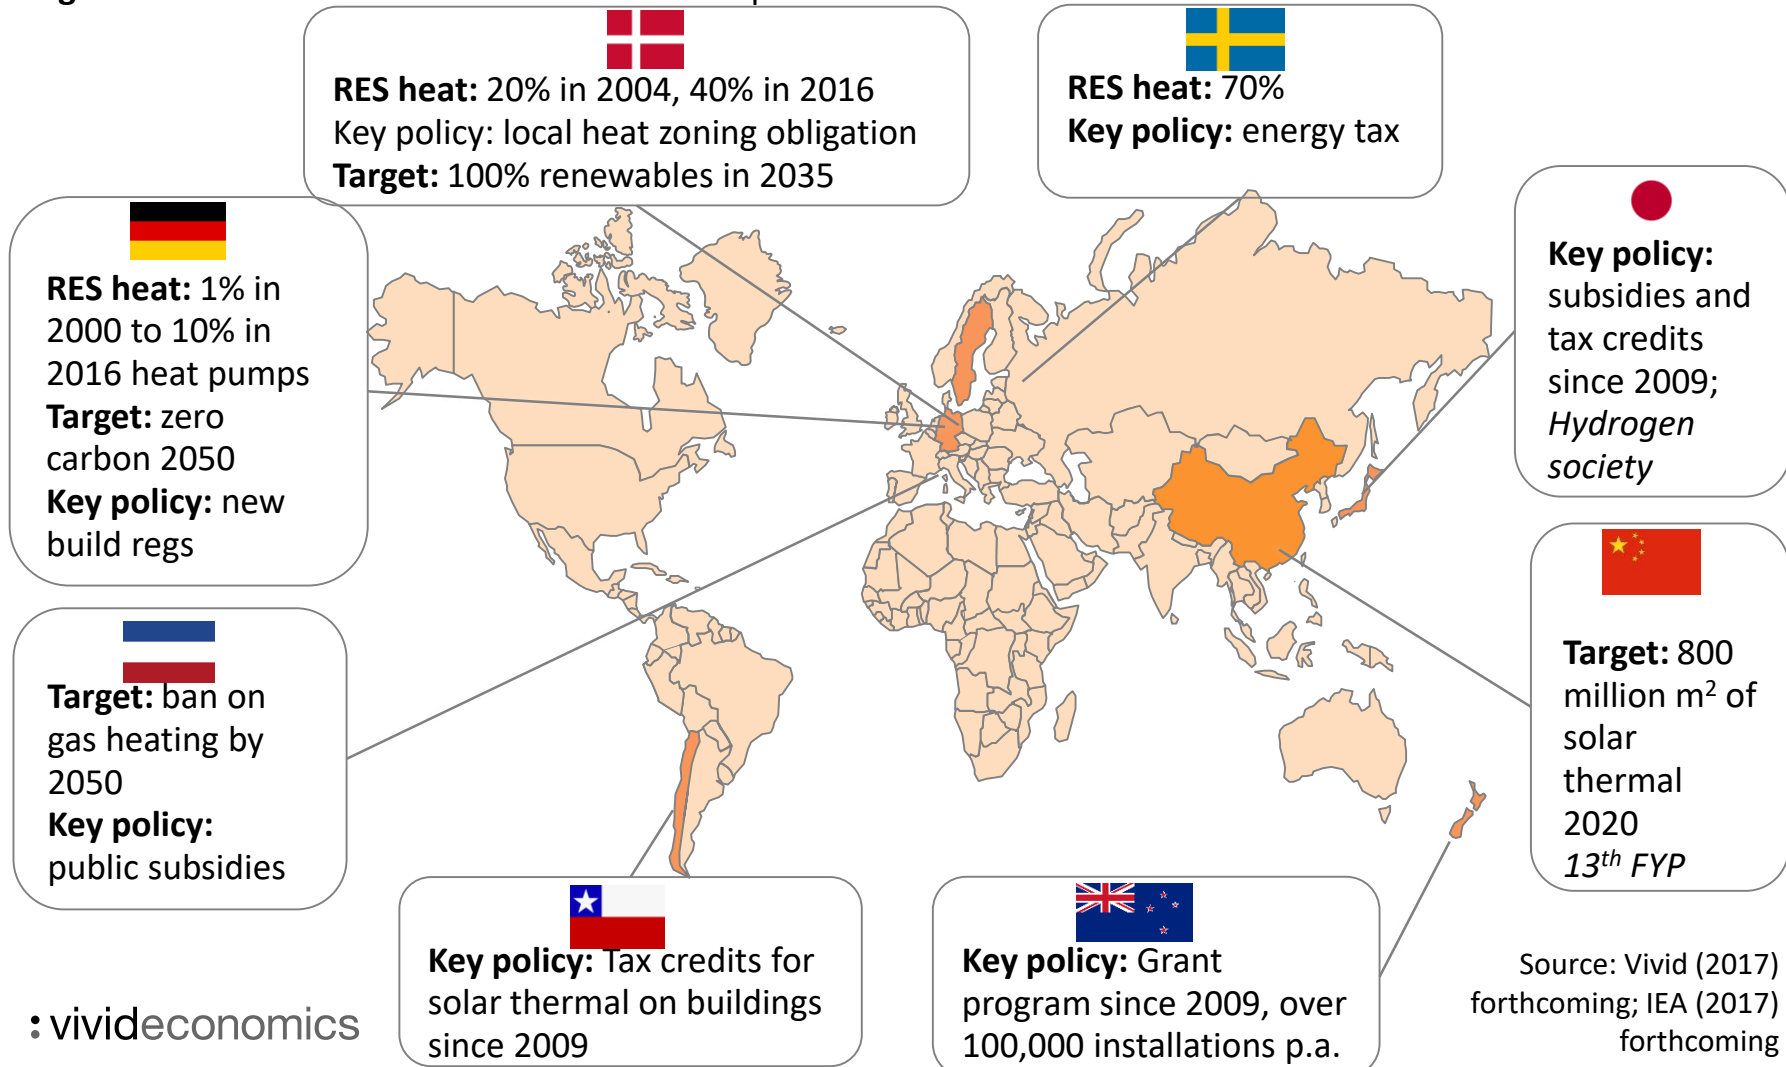 RES heat: 20% in 2004, 40% in 2016
Key policy: local heat zoning obligation
Target: 100% renewables in 2035
RES heat: 70%
Key policy: energy tax
RES heat: 1% in
2000 to 10% in
2016 heat pumps
Target: zero
carbon 2050
Key policy: new
build regs
Key policy:
subsidies and
tax credits
since 2009;
Hydrogen
society
Target: ban on
gas heating by
2050
Key policy:
public subsidies
Target: 800
million m² of
solar
thermal
2020
13th FYP
Key policy: Tax credits for
solar thermal on buildings
since 2009
Key policy: Grant
program since 2009, over
100,000 installations p.a.
Source: Vivid (2017)
forthcoming; IEA (2017)
forthcoming
:vivideconomics